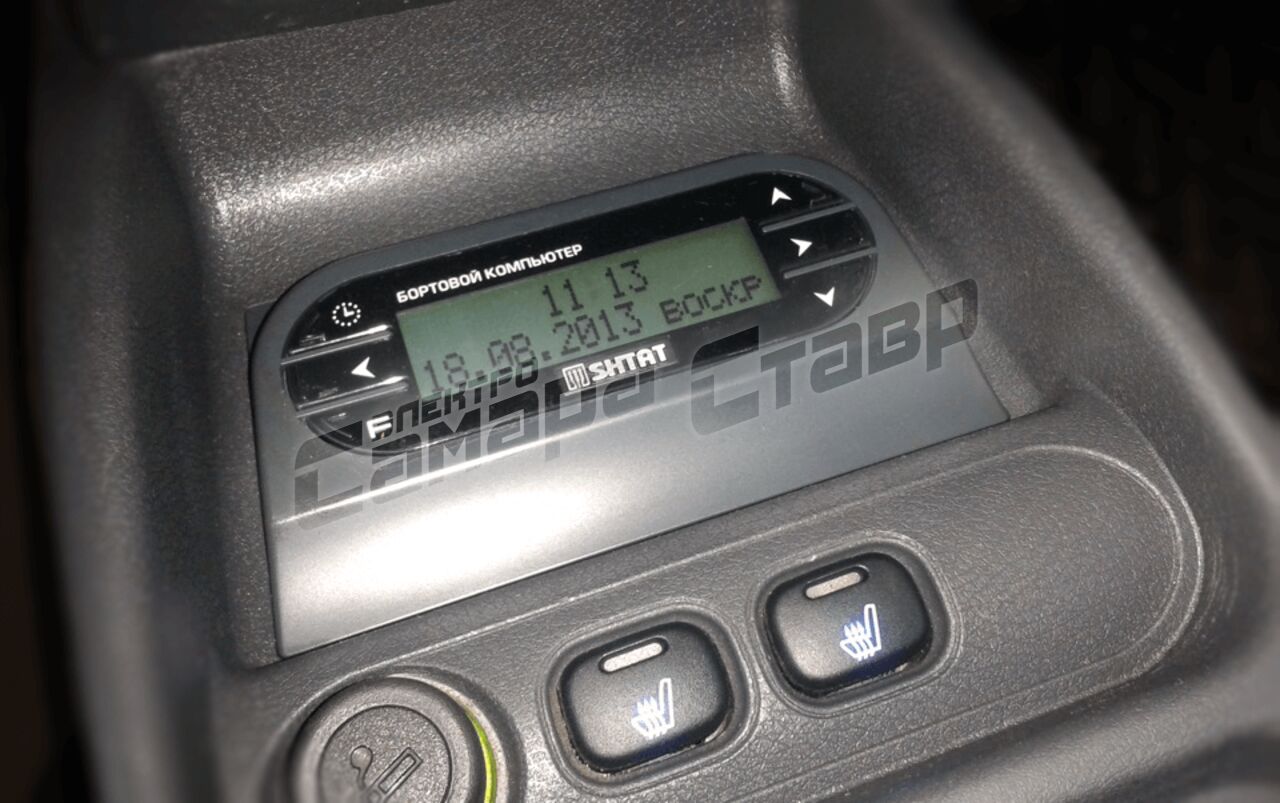 БОРТОВОЙ КОМПЬЮТЕР
11 13
18.08.2013 ВОСКР
SHTAT
F
ЭЛЕКТРО
Самара Ставр